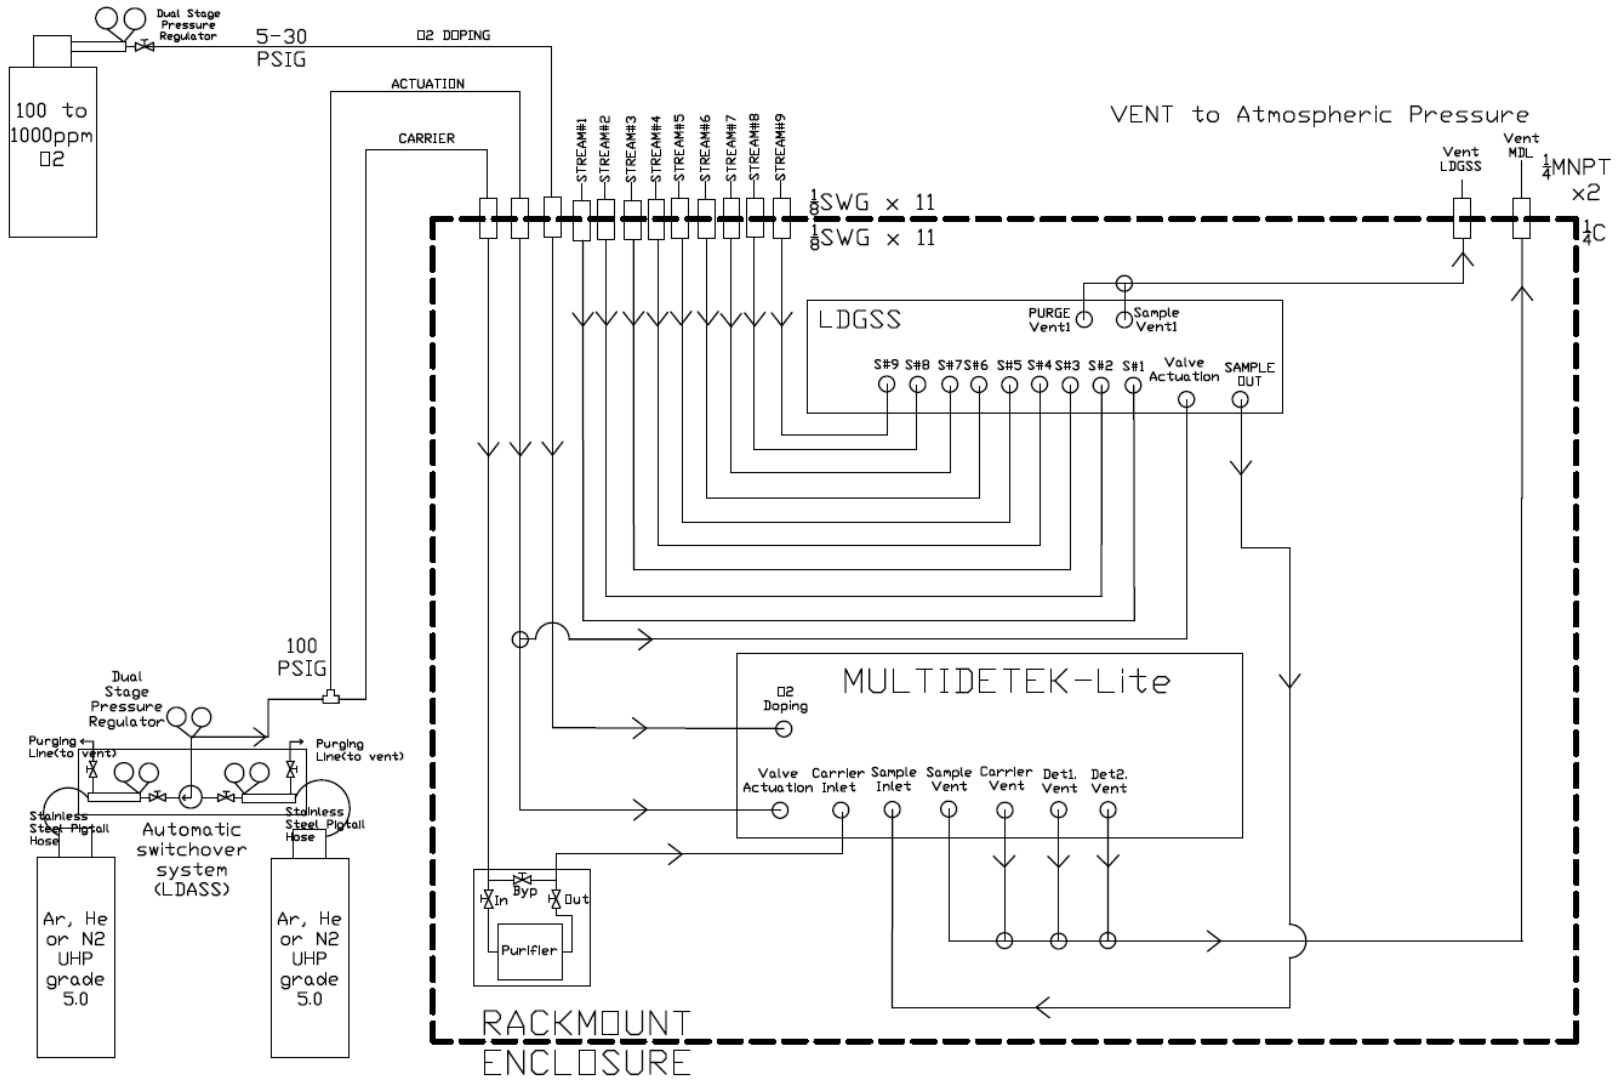 Dual Stage
Pressure
Regulator
5-30
PSIG
O2 DOPING
ACTUATION
CARRIER
100 to
1000ppm
O2
STREAM#1
STREAM#2
STREAM#3
STREAM#4
STREAM#5
STREAM#6
STREAM#7
STREAM#8
STREAM#9
1/8SWG x 11
1/8SWG x 11
VENT to Atmospheric Pressure
Vent
LDGSS
Vent
MDL
1/4MNPT
x2
1/4C
LDGSS
PURGE
Vent1
Sample
Vent1
S#9
S#8
S#7
S#6
S#5
S#4
S#3
S#2
S#1
Valve
Actuation
SAMPLE
OUT
100
PSIG
Dual
Stage
Pressure
Regulator
Purging
Line(to vent)
Purging
Line(to vent)
Stainless
Steel Pigtail
Hose
Stainless
Steel Pigtail
Hose
Automatic
switchover
system
(LDASS)
Ar, He
or N2
UHP
grade
5.0
Ar, He
or N2
UHP
grade
5.0
MULTIDETEK-Lite
O2
Doping
Valve
Actuation
Carrier
Inlet
Sample
Inlet
Sample
Vent
Carrier
Vent
Det1.
Vent
Det2.
Vent
Byp
In
Out
Purifier
RACKMOUNT
ENCLOSURE